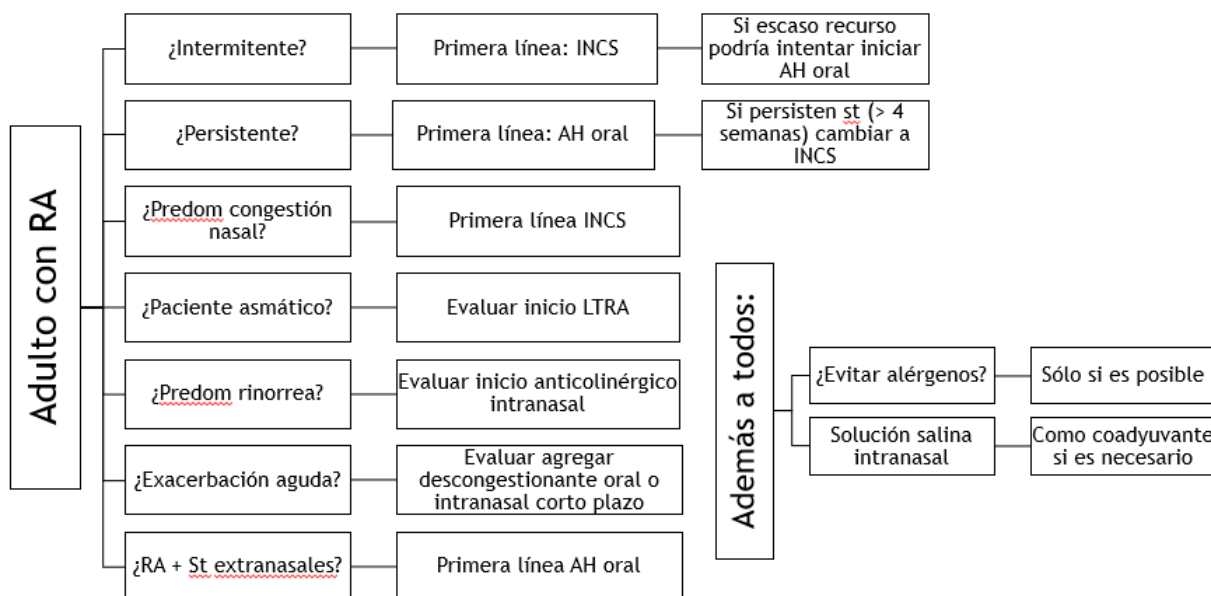 Adulto con RA
¿Intermitente?
Primera línea: INCS
Si escaso recurso
podría intentar iniciar
AH oral
¿Persistente?
Primera línea: AH oral
Si persisten st (> 4
semanas) cambiar a
INCS
¿Predom congestión
nasal?
Primera línea INCS
¿Paciente asmático?
Evaluar inicio LTRA
¿Predom rinorrea?
Evaluar inicio anticolinérgico
intranasal
¿Exacerbación aguda?
Evaluar agregar
descongestionante oral o
intranasal corto plazo
¿RA + St extranasales?
Primera línea AH oral
Además a todos:
¿Evitar alérgenos?
Sólo si es posible
Solución salina
intranasal
Como coadyuvante
si es necesario